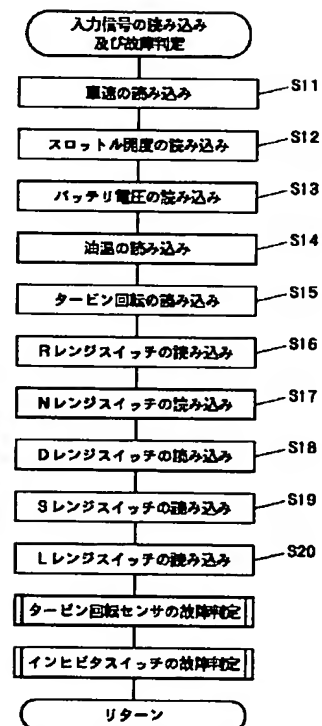 入力信号の読み込み
及び故障判定
車速の読み込み
S11
スロットル開度の読み込み
S12
バッテリ電圧の読み込み
S13
油温の読み込み
S14
タービン回転の読み込み
S15
Rレンジスイッチの読み込み
S16
Nレンジスイッチの読み込み
S17
Dレンジスイッチの読み込み
S18
Sレンジスイッチの読み込み
S19
Lレンジスイッチの読み込み
S20
タービン回転センサの故障判定
インヒビタスイッチの故障判定
リターン